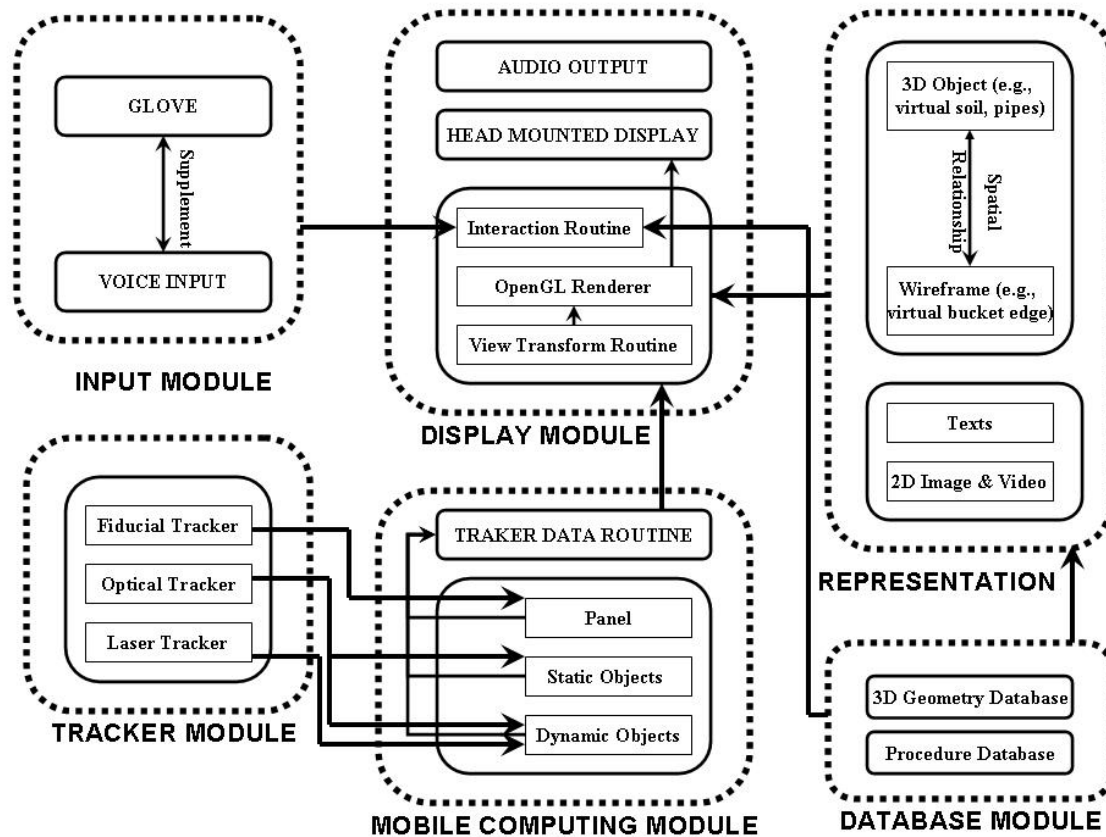 GLOVE
Supplement
VOICE INPUT
INPUT MODULE
AUDIO OUTPUT
HEAD MOUNTED DISPLAY
Interaction Routine
OpenGL Renderer
View Transform Routine
DISPLAY MODULE
3D Object (e.g.,
virtual soil, pipes)
Spatial
Relationship
Wireframe (e.g.,
virtual bucket edge)
Texts
2D Image & Video
REPRESENTATION
Fiducial Tracker
Optical Tracker
Laser Tracker
TRACKER MODULE
TRAKER DATA ROUTINE
Panel
Static Objects
Dynamic Objects
MOBILE COMPUTING MODULE
3D Geometry Database
Procedure Database
DATABASE MODULE